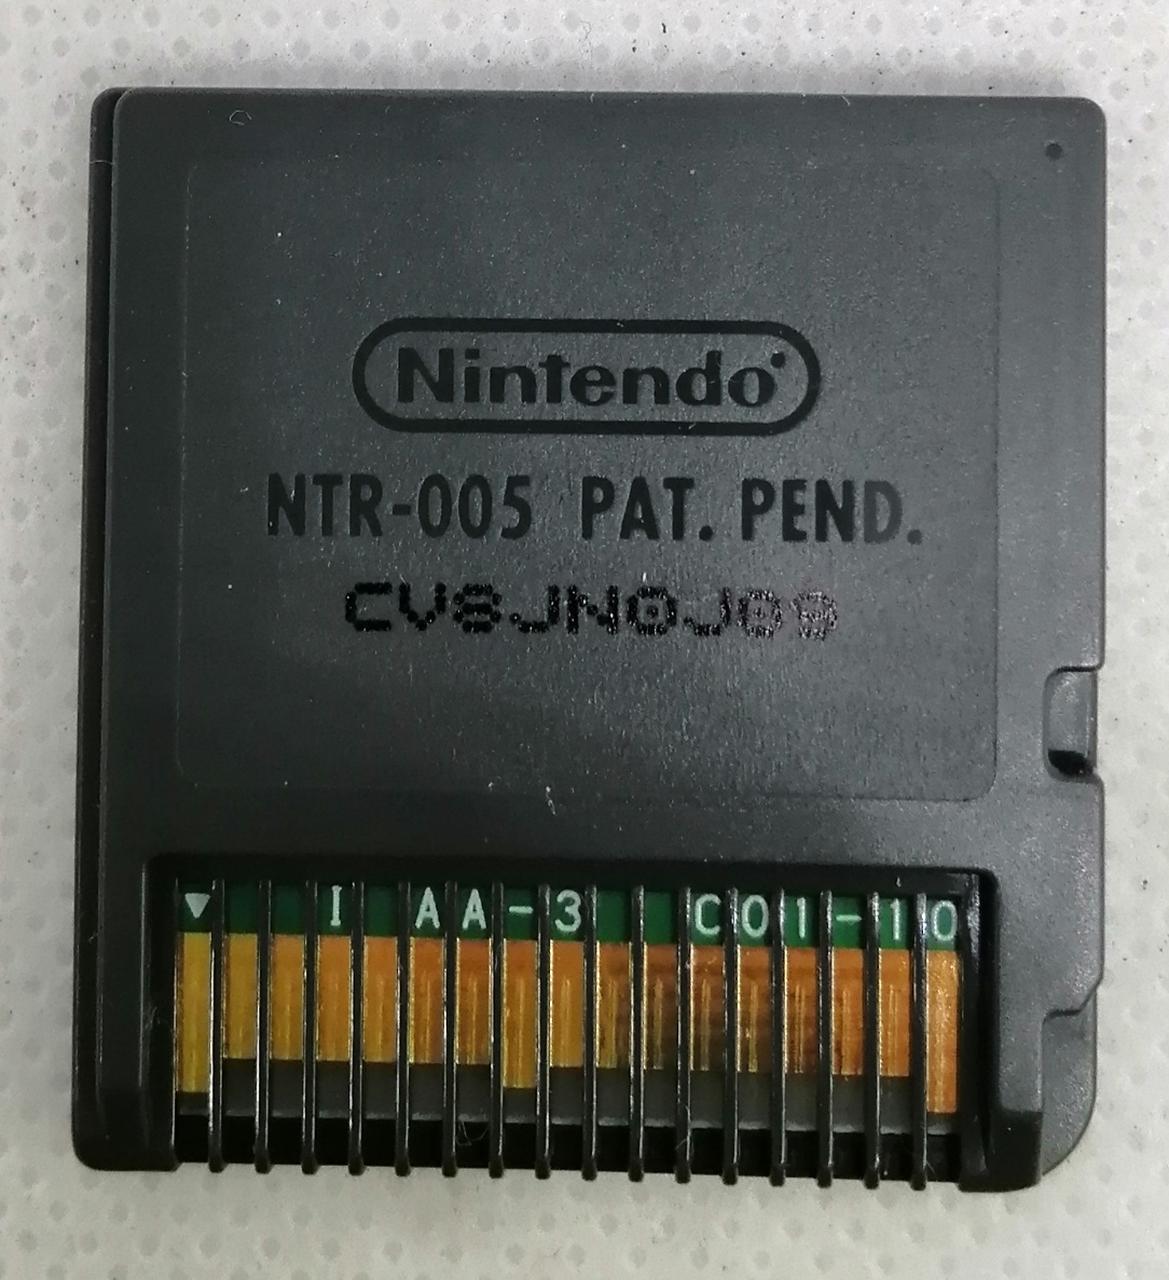 Nintendo
NTR-005 PAT. PEND.
CV8JN0J09
▼ I AA-3 C01-10